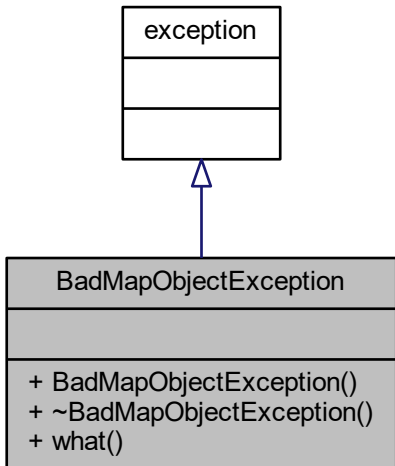 exception
BadMapObjectException
+ BadMapObjectException()
+ ~BadMapObjectException()
+ what()